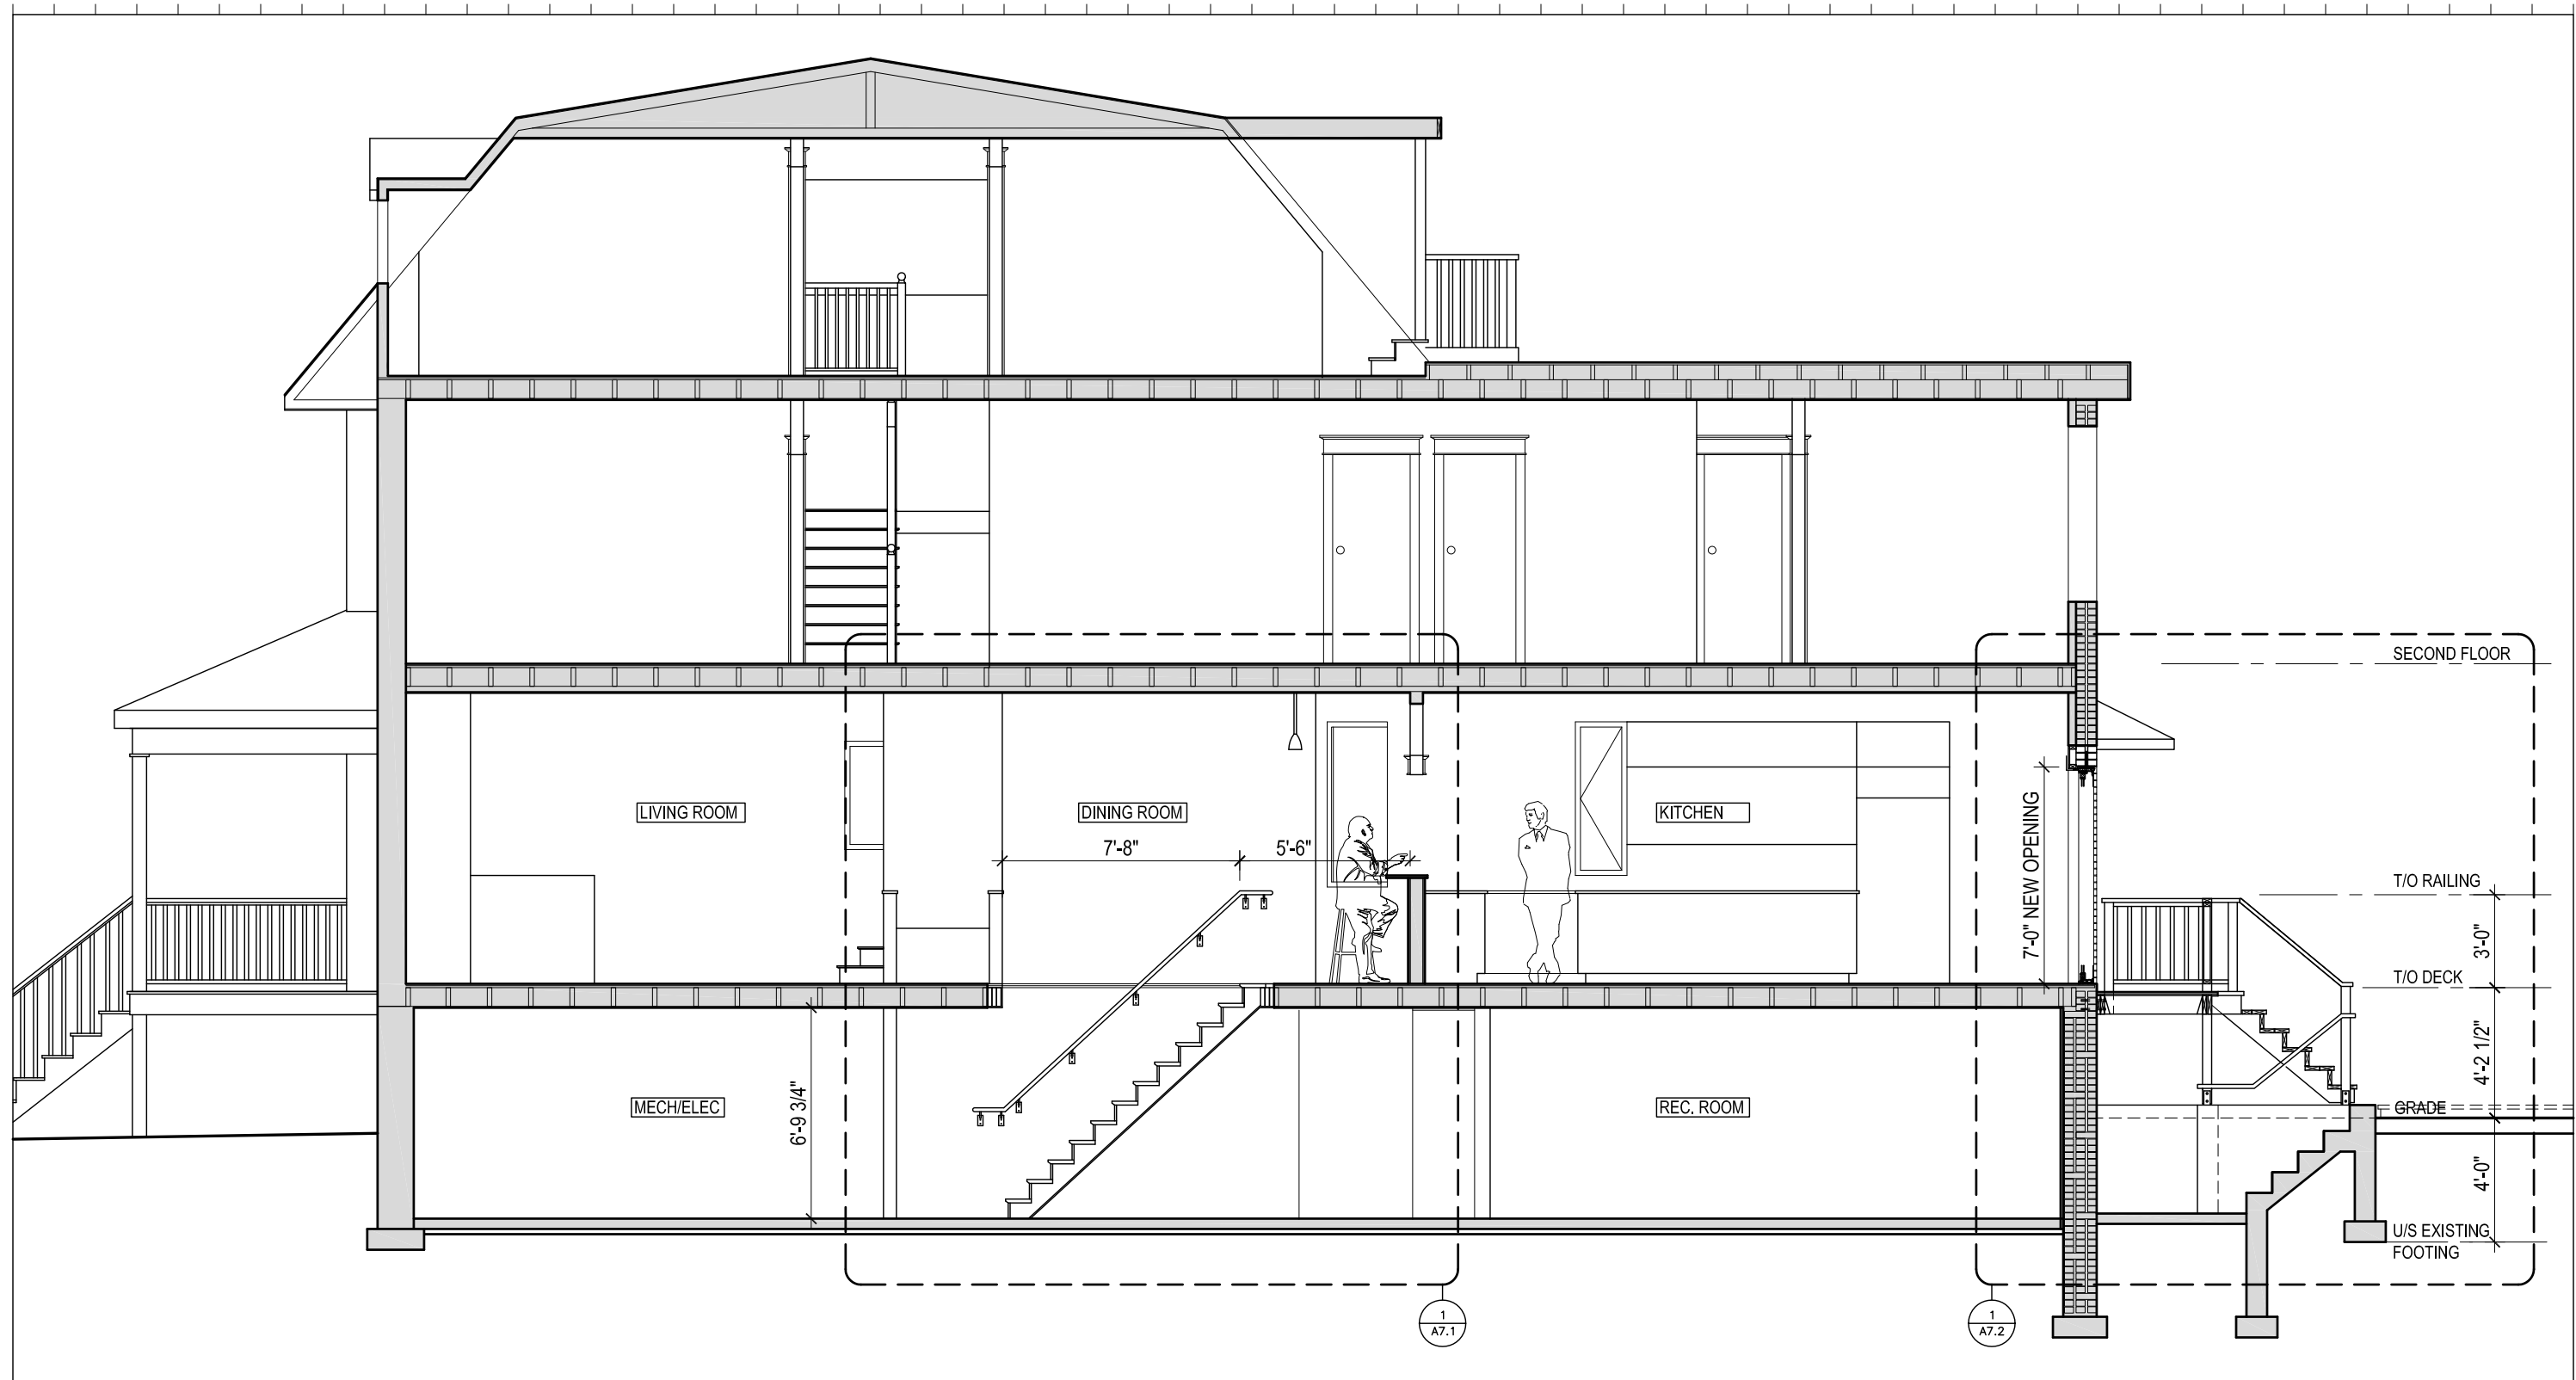 SECOND FLOOR
LIVING ROOM
DINING ROOM
KITCHEN
7'-8"
5'-6"
7'-0" NEW OPENING
T/O RAILING
3'-0"
T/O DECK
4'-2 1/2"
MECH/ELEC
6'-9 3/4"
REC. ROOM
GRADE
4'-0"
U/S EXISTING
FOOTING
1
A7.1
1
A7.2